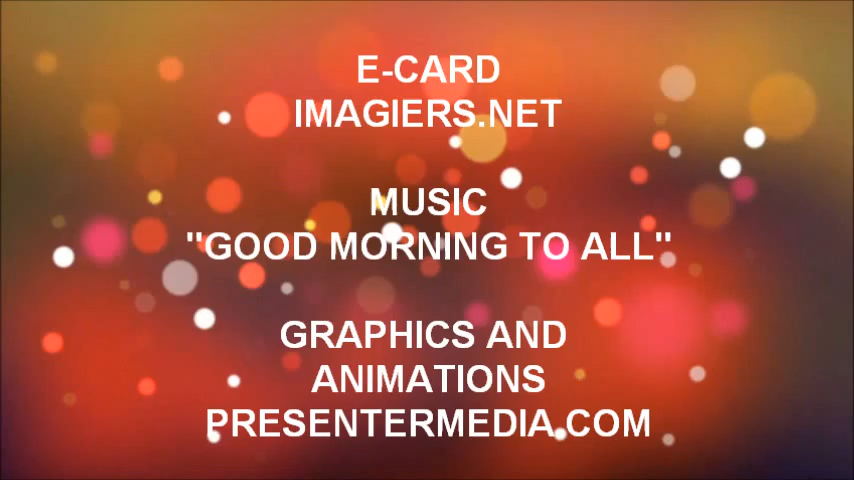 E-CARD
IMAGIERS.NET
MUSIC
"GOOD MORNING TO ALL"
GRAPHICS AND
ANIMATIONS
PRESENTERMEDIA.COM